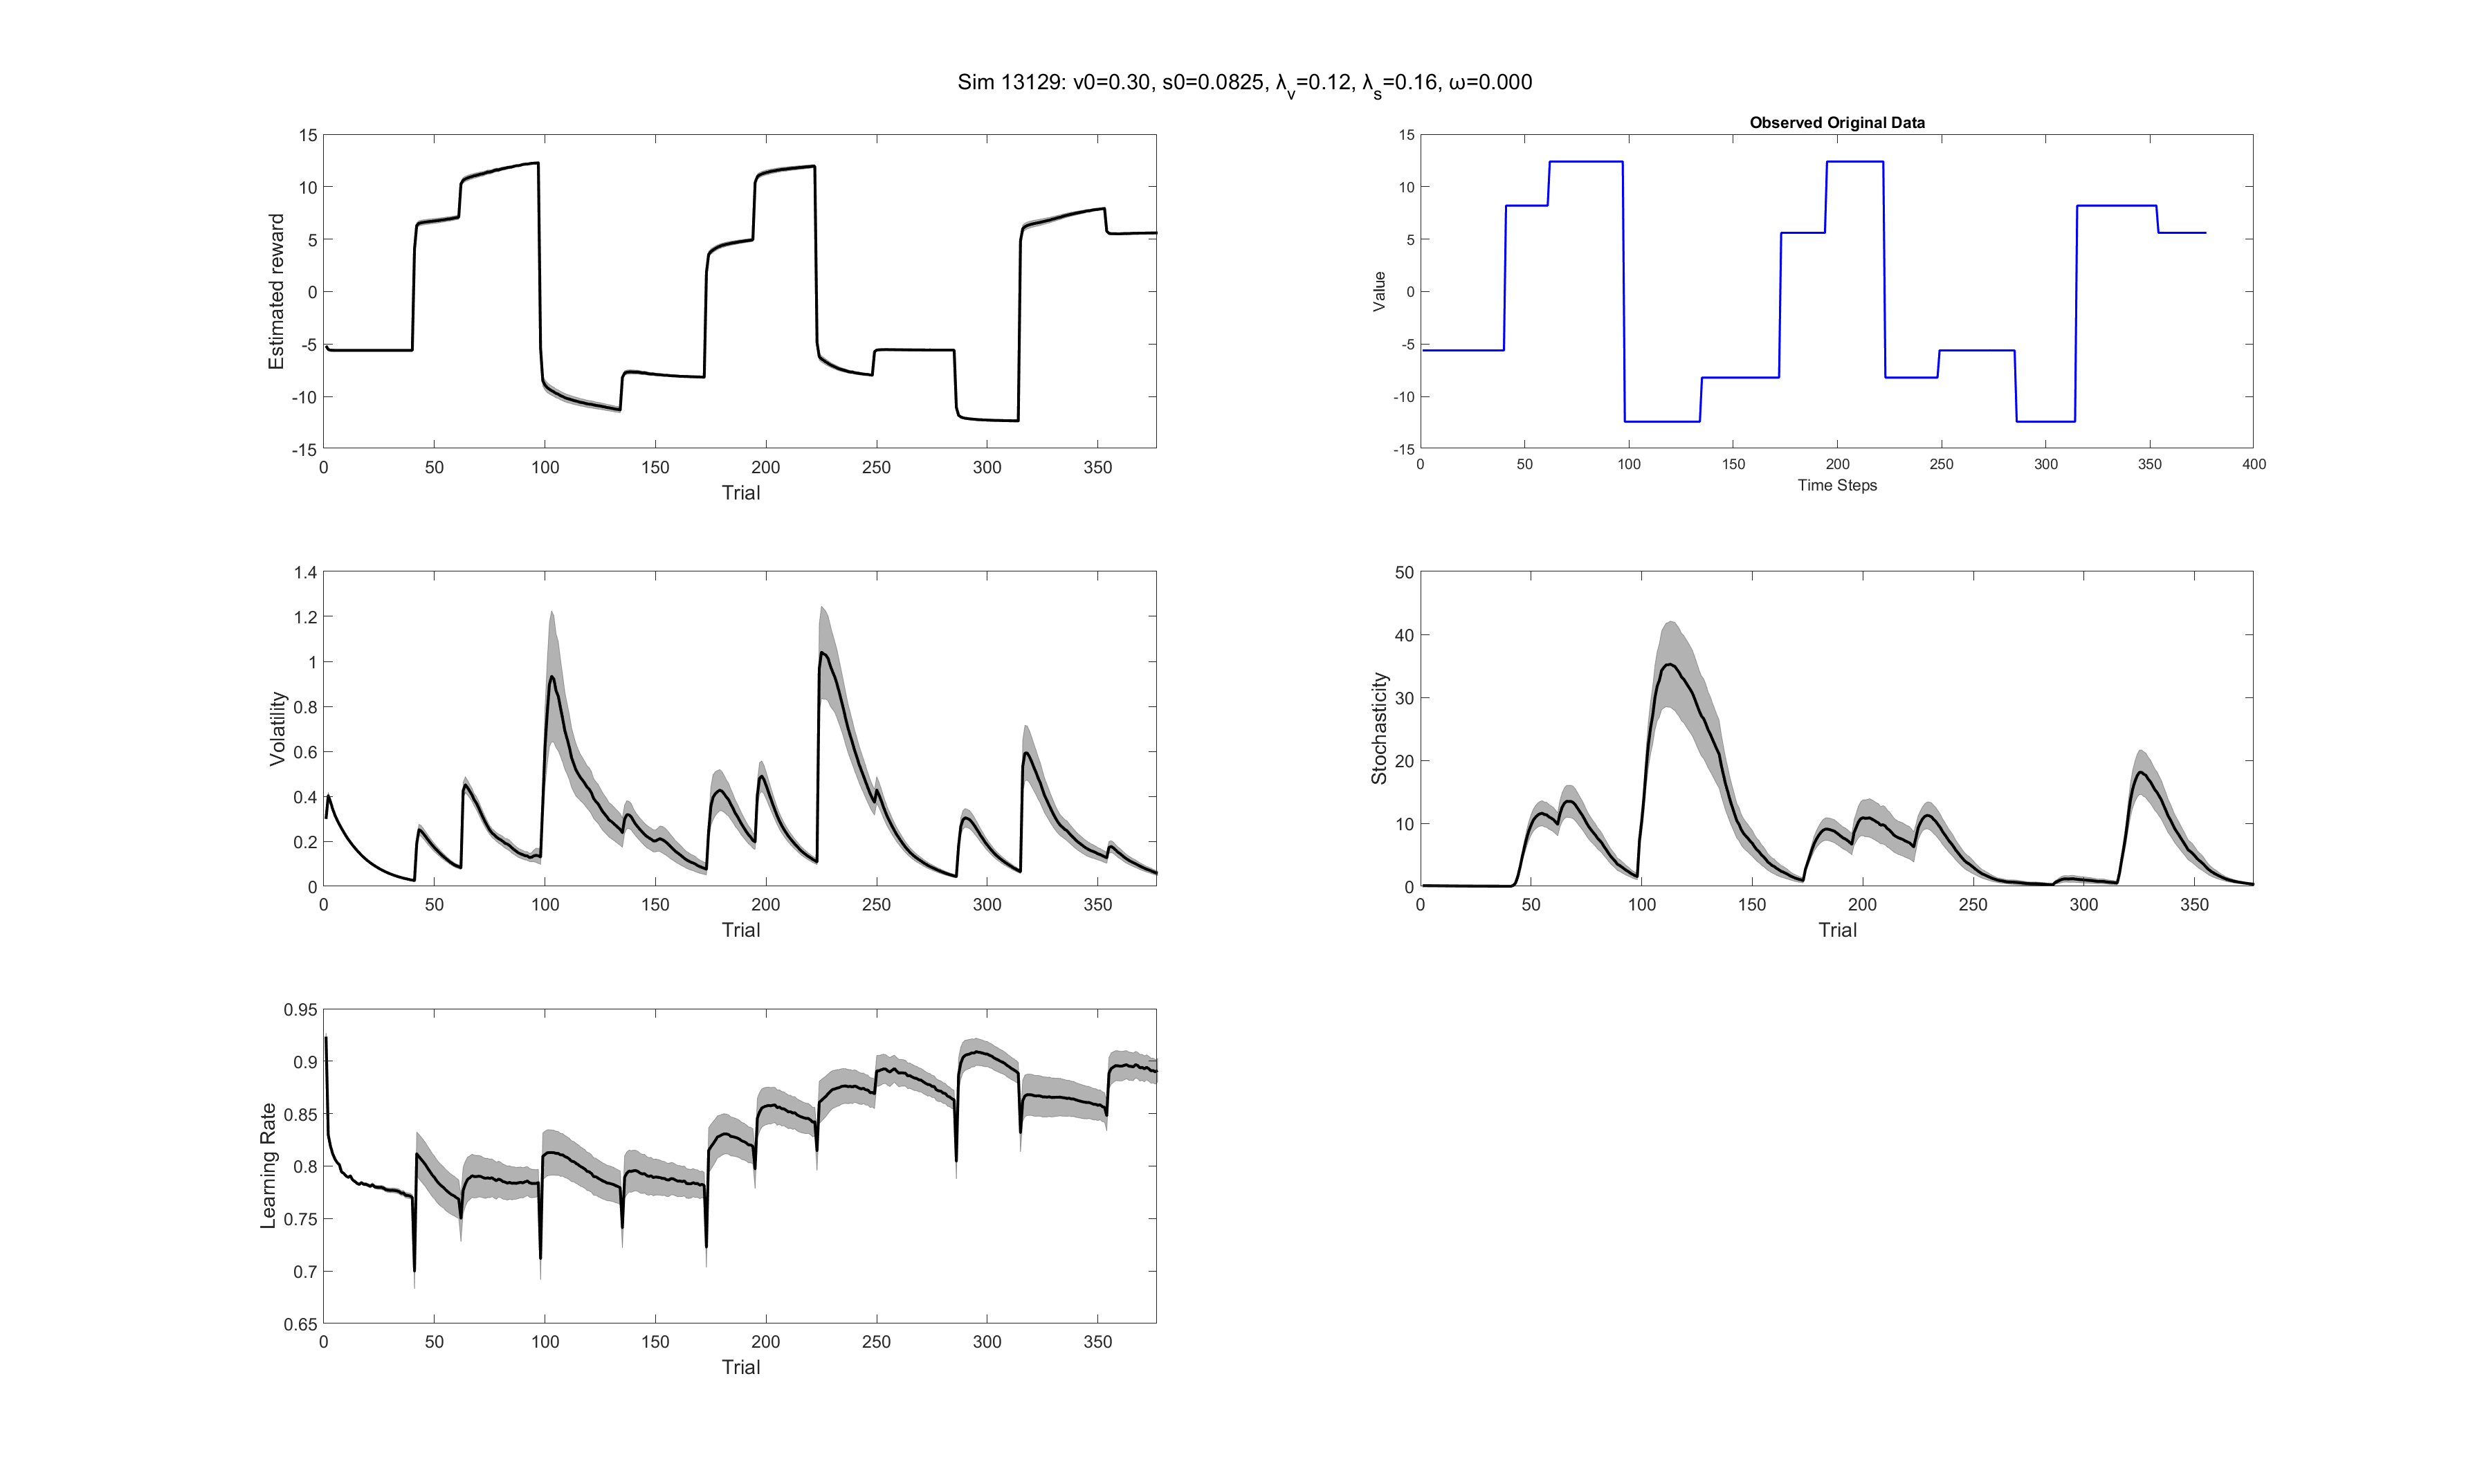 Sim 13129: v0=0.30, s0=0.0825, λv=0.12, λs=0.16, ω=0.000
15
10
5
0
-5
-10
-15
Estimated reward
0 50 100 150 200 250 300 350
Trial
Observed Original Data
15
10
5
0
-5
-10
-15
Value
0 50 100 150 200 250 300 350 400
Time Steps
1.4
1.2
1
0.8
0.6
0.4
0.2
0
Volatility
0 50 100 150 200 250 300 350
Trial
50
40
30
20
10
0
Stochasticity
0 50 100 150 200 250 300 350
Trial
0.95
0.9
0.85
0.8
0.75
0.7
0.65
Learning Rate
0 50 100 150 200 250 300 350
Trial